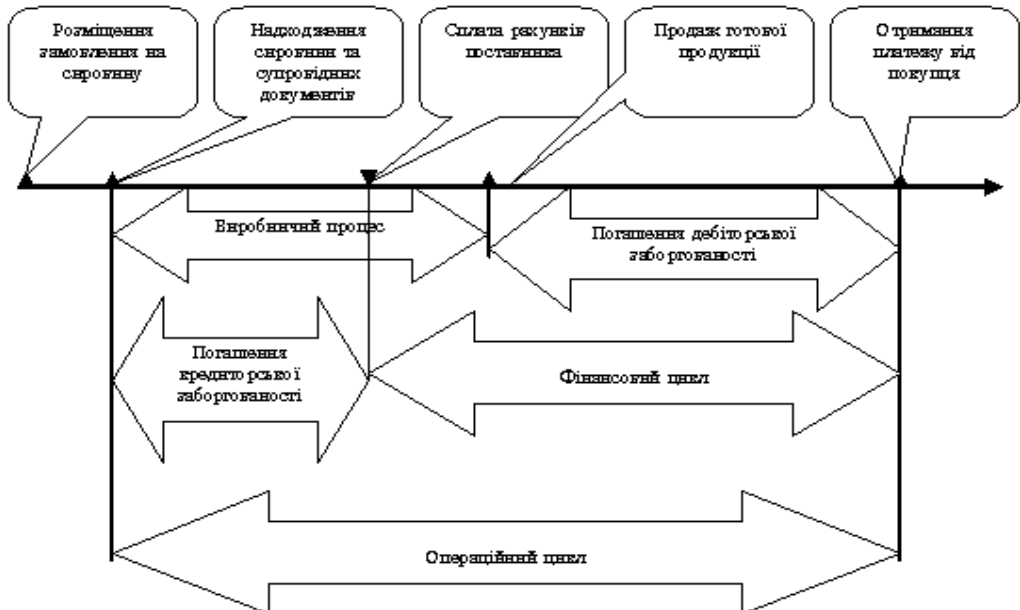 Розміщення
замовлення на
сировину
Надходження
сировини та
супровідних
документів
Сплата рахунків
поставника
Продаж готової
продукції
Отримання
платежу від
покупця
Виробничий процес
Погашення дебіторської
заборгованості
Погашення
кредиторської
заборгованості
Фінансовий цикл
Операційний цикл